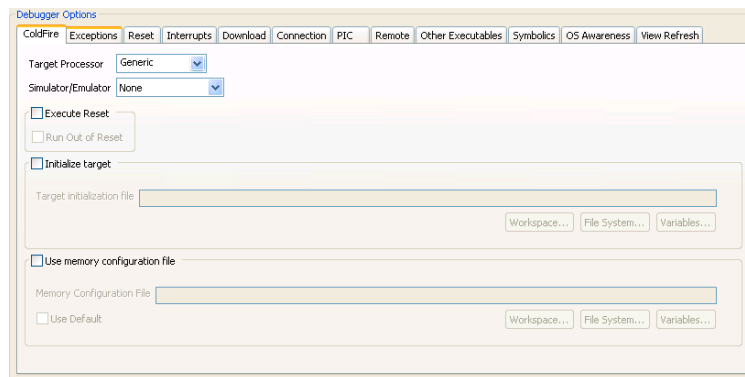 Debugger Options
ColdFire Exceptions Reset Interrupts Download Connection PIC Remote Other Executables Symbolics OS Awareness View Refresh
Target Processor Generic
Simulator/Emulator None
Execute Reset
Run Out of Reset
Initialize target
Target initialization file
Workspace... File System... Variables...
Use memory configuration file
Memory Configuration File
Use Default Workspace... File System... Variables...